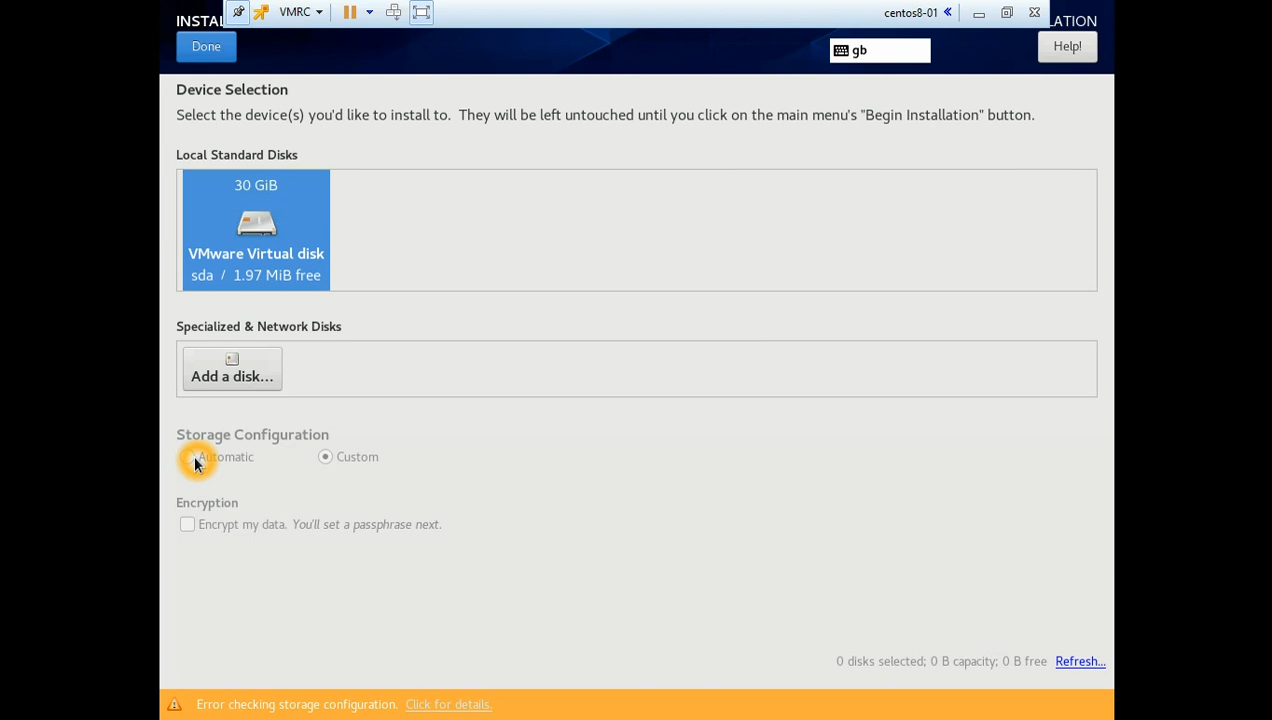 INSTAL
VMRC
centos8-01
ATION
Done
gb
Help!
Device Selection
Select the device(s) you'd like to install to. They will be left untouched until you click on the main menu's "Begin Installation" button.
Local Standard Disks
30 GiB
VMware Virtual disk
sda / 1.97 MiB free
Specialized & Network Disks
Add a disk...
Storage Configuration
Automatic Custom
Encryption
Encrypt my data. You'll set a passphrase next.
0 disks selected; 0 B capacity; 0 B free Refresh...
Error checking storage configuration. Click for details.